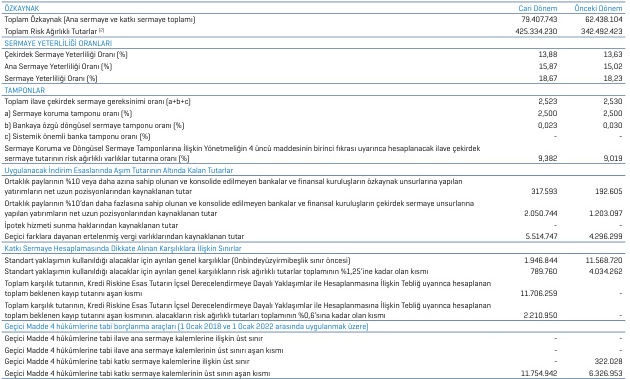 ÖZKAYNAK Cari Dönem Önceki Dönem
Toplam Özkaynak (Ana sermaye ve katkı sermaye toplamı) 79.407.743 62.438.104
Toplam Risk Ağırlıklı Tutarlar (2) 425.334.230 342.492.423
SERMAYE YETERLİLİĞİ ORANLARI
Çekirdek Sermaye Yeterliliği Oranı (%) 13,88 13,63
Ana Sermaye Yeterliliği Oranı (%) 15,87 15,02
Sermaye Yeterliliği Oranı (%) 18,67 18,23
TAMPONLAR
Toplam ilave çekirdek sermaye gereksinimi oranı (a+b+c) 2,523 2,530
a) Sermaye koruma tamponu oranı (%) 2,500 2,500
b) Bankaya özgü döngüsel sermaye tamponu oranı (%) 0,023 0,030
c) Sistemik önemli banka tamponu oranı (%) - -
Sermaye Koruma ve Döngüsel Sermaye Tamponlarına İlişkin Yönetmeliğin 4 üncü maddesinin birinci fıkrası uyarınca hesaplanacak ilave çekirdek
sermaye tutarının risk ağırlıklı varlıklar tutarına oranı (%) 9,382 9,019
Uygulanacak İndirim Esaslarında Aşım Tutarının Altında Kalan Tutarlar
Ortaklık paylarının %10 veya daha azına sahip olunan ve konsolide edilmeyen bankalar ve finansal kuruluşların özkaynak unsurlarına yapılan
yatırımların net uzun pozisyonlarından kaynaklanan tutar 317.593 192.605
Ortaklık paylarının %10'dan daha fazlasına sahip olunan ve konsolide edilmeyen bankalar ve finansal kuruluşların çekirdek sermaye unsurlarına
yapılan yatırımların net uzun pozisyonlarından kaynaklanan tutar 2.050.744 1.203.097
İpotek hizmeti sunma haklarından kaynaklanan tutar - -
Geçici farklara dayanan ertelenmiş vergi varlıklarından kaynaklanan tutar 5.514.747 4.296.299
Katkı Sermaye Hesaplamasında Dikkate Alınan Karşılıklara İlişkin Sınırlar
Standart yaklaşımın kullanıldığı alacaklar için ayrılan genel karşılıklar (Onbindeyüzyirmibeşlik sınır öncesi) 1.946.844 11.568.720
Standart yaklaşımın kullanıldığı alacaklar için ayrılan genel karşılıkların risk ağırlıklı tutarlar toplamının %1,25'ine kadar olan kısmı 789.760 4.034.262
Toplam karşılık tutarının, Kredi Riskine Esas Tutarın İçsel Derecelendirmeye Dayalı Yaklaşımlar ile Hesaplanmasına İlişkin Tebliğ uyarınca hesaplanan
toplam beklenen kayıp tutarını aşan kısmı 11.706.259 -
Toplam karşılık tutarının, Kredi Riskine Esas Tutarın İçsel Derecelendirmeye Dayalı Yaklaşımlar ile Hesaplanmasına İlişkin Tebliğ uyarınca hesaplanan
toplam beklenen kayıp tutarını aşan kısmının. alacakların risk ağırlıklı tutarlar toplamının %0,6'sına kadar olan kısmı 2.210.950 -
Geçici Madde 4 hükümlerine tabi borçlanma araçları (1 Ocak 2018 ve 1 Ocak 2022 arasında uygulanmak üzere)
Geçici Madde 4 hükümlerine tabi ilave ana sermaye kalemlerine ilişkin üst sınır - -
Geçici Madde 4 hükümlerine tabi ilave ana sermaye kalemlerinin üst sınırı aşan kısmı - -
Geçici Madde 4 hükümlerine tabi katkı sermaye kalemlerine ilişkin üst sınır - 322.028
Geçici Madde 4 hükümlerine tabi katkı sermaye kalemlerinin üst sınırı aşan kısmı 11.754.942 6.326.953